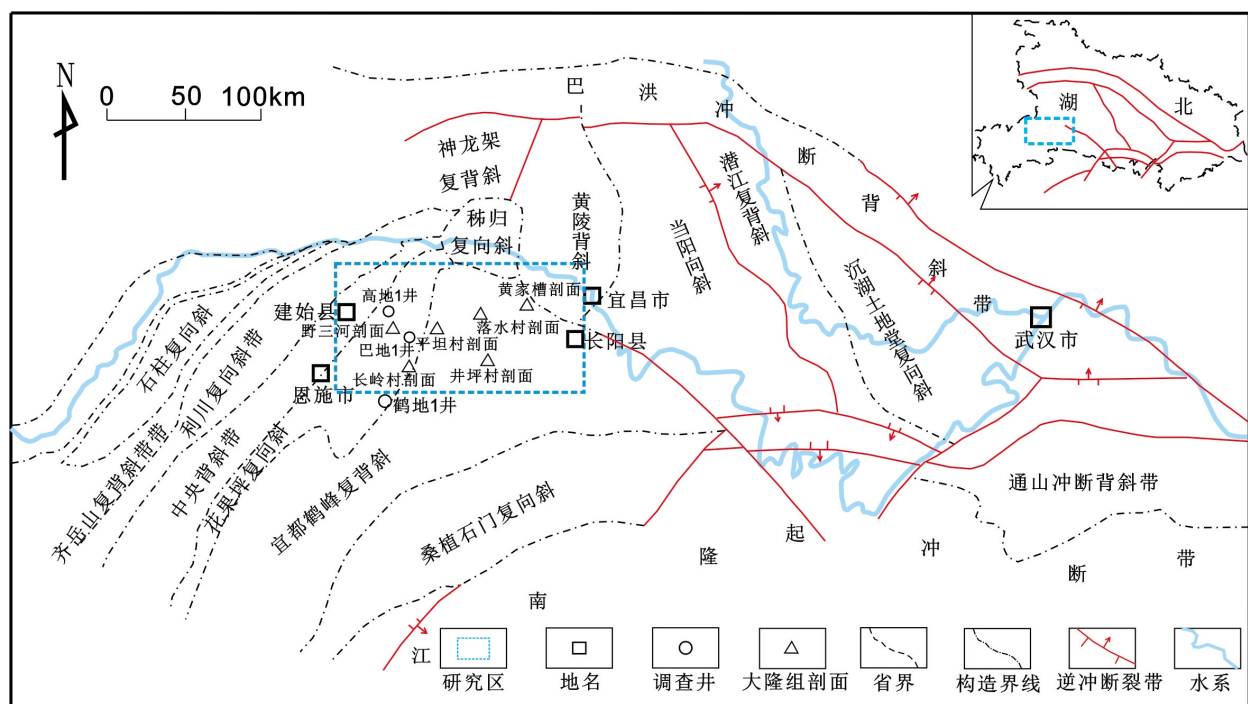 N
0 50 100km
湖 北
巴洪冲断背斜带
神龙架
复背斜
秭归
复向斜
黄陵背斜
当阳向斜
潜江复背斜
沉湖土地堂复向斜
建始县
高地1井
野三河剖面
巴地1井
平坦村剖面
长岭村剖面
黄家槽剖面
落水村剖面
井坪村剖面
宜昌市
长阳县
武汉市
恩施市
鹤地1井
石柱复向斜
利川复向斜带
齐岳山复背斜带带
中央背斜带
花果坪复向斜
宜都鹤峰复背斜
桑植石门复向斜
通山冲断背斜带
江南隆起冲断带
研究区
地名
调查井
大隆组剖面
省界
构造界线
逆冲断裂带
水系